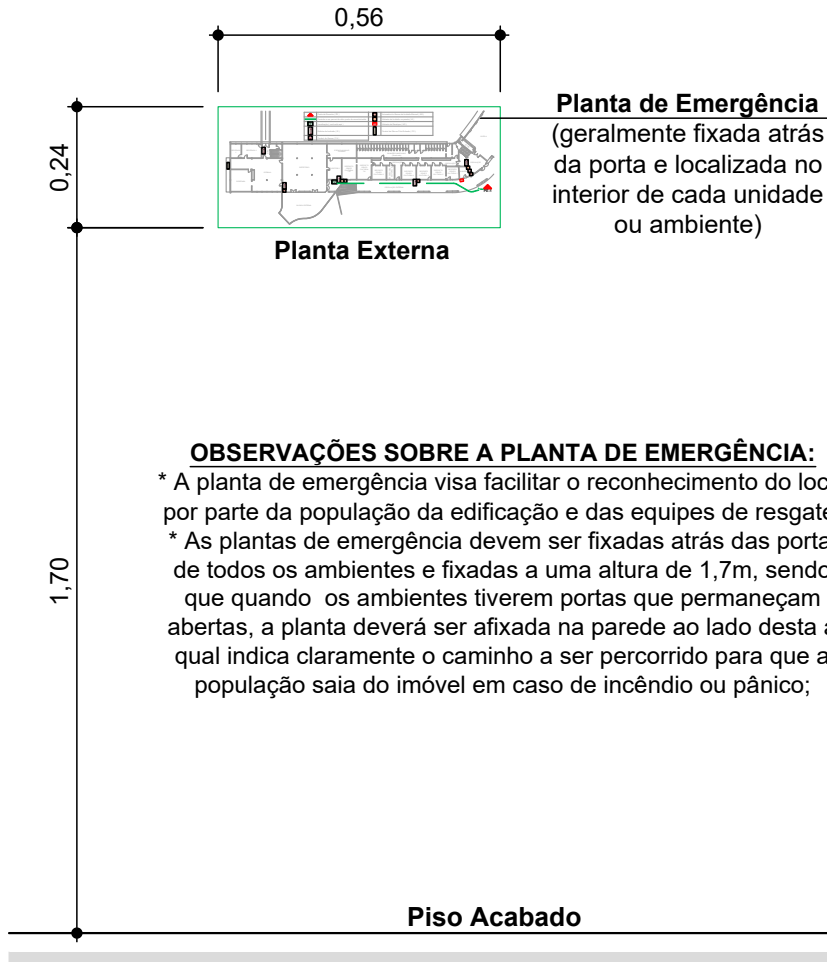 0,56
Planta de Emergência
(geralmente fixada atrás
da porta e localizada no
interior de cada unidade
ou ambiente)
0,24
Planta Externa
OBSERVAÇÕES SOBRE A PLANTA DE EMERGÊNCIA:
* A planta de emergência visa facilitar o reconhecimento do loc
por parte da população da edificação e das equipes de resgate
* As plantas de emergência devem ser fixadas atrás das porta
de todos os ambientes e fixadas a uma altura de 1,7m, sendo
que quando os ambientes tiverem portas que permaneçam
abertas, a planta deverá ser afixada na parede ao lado desta a
qual indica claramente o caminho a ser percorrido para que a
população saia do imóvel em caso de incêndio ou pânico;
1,70
Piso Acabado